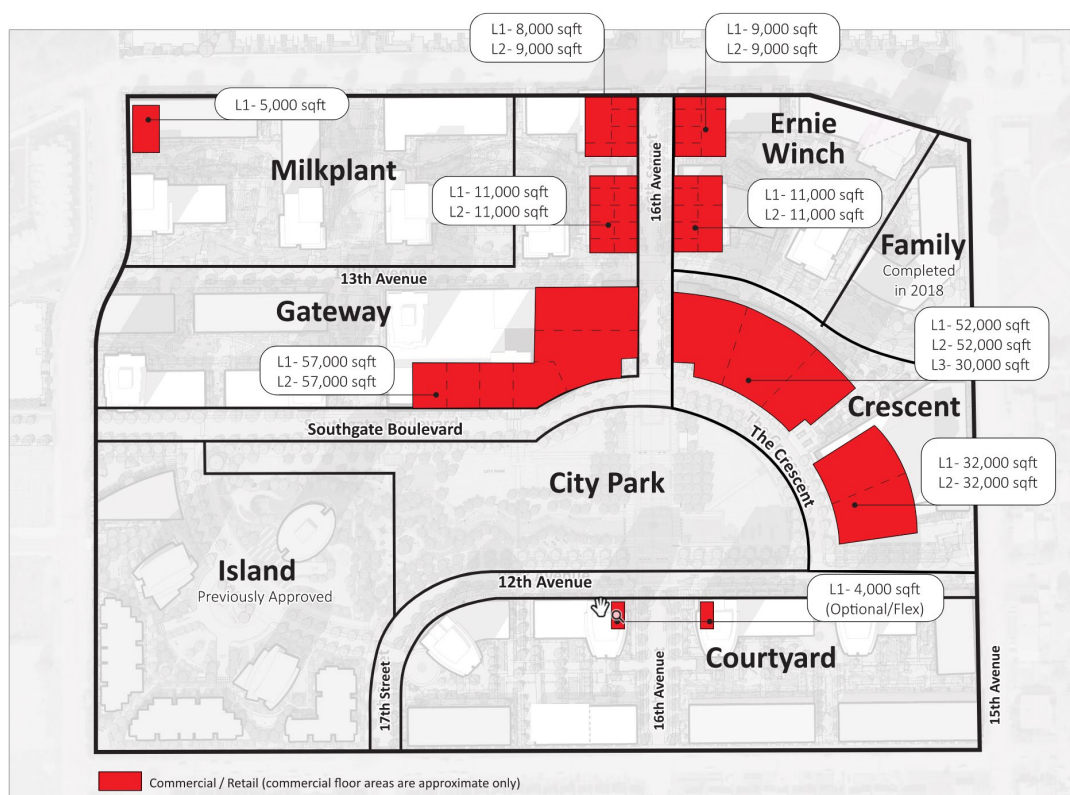 L1- 8,000 sqft
L2- 9,000 sqft
L1- 9,000 sqft
L2- 9,000 sqft
L1- 5,000 sqft
Milkplant
Ernie
Winch
16th Avenue
L1- 11,000 sqft
L2- 11,000 sqft
L1- 11,000 sqft
L2- 11,000 sqft
Family
Completed
in 2018
13th Avenue
Gateway
L1- 52,000 sqft
L2- 52,000 sqft
L3- 30,000 sqft
L1- 57,000 sqft
L2- 57,000 sqft
Crescent
Southgate Boulevard
The Crescent
City Park
L1- 32,000 sqft
L2- 32,000 sqft
Island
Previously Approved
12th Avenue
L1- 4,000 sqft
(Optional/Flex)
Courtyard
17th Street
16th Avenue
15th Avenue
Commercial / Retail (commercial floor areas are approximate only)